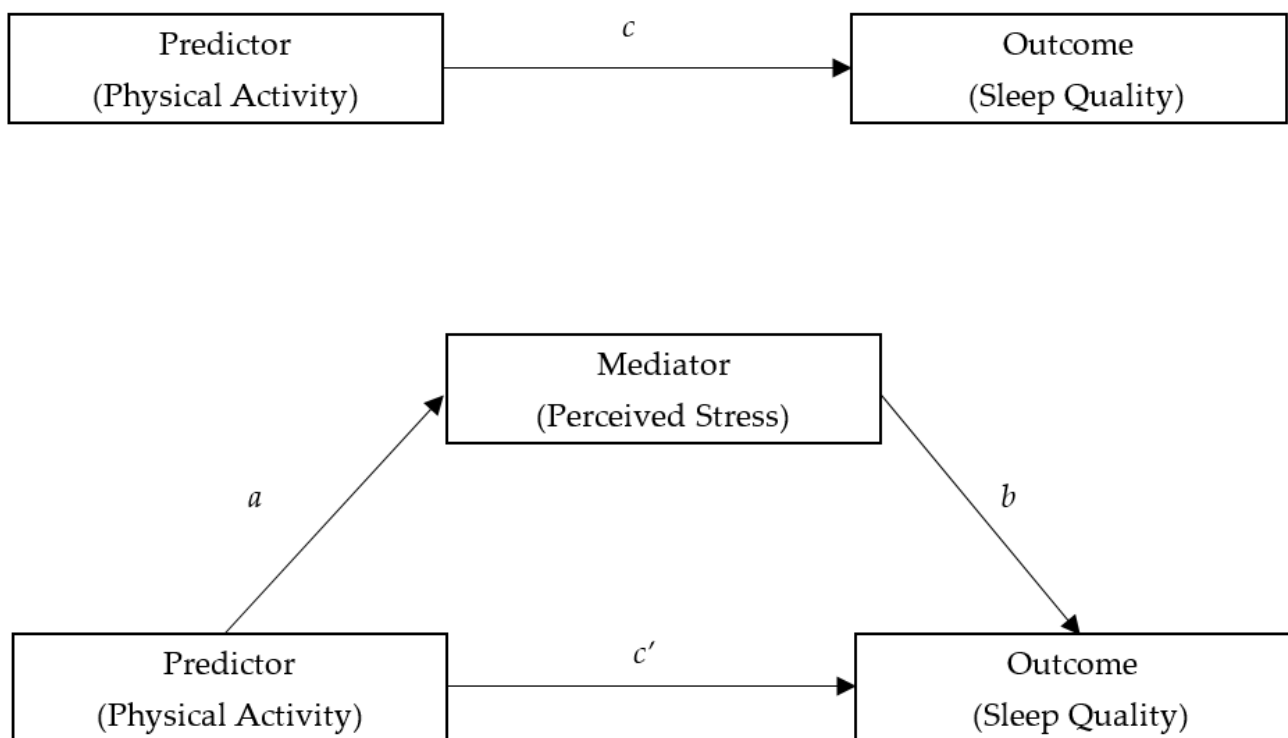 Predictor
(Physical Activity)
c
Outcome
(Sleep Quality)
Mediator
(Perceived Stress)
a
b
Predictor
(Physical Activity)
c′
Outcome
(Sleep Quality)